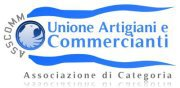 ASSCOMM
Unione Artigiani e
Commercianti
Associazione di Categoria